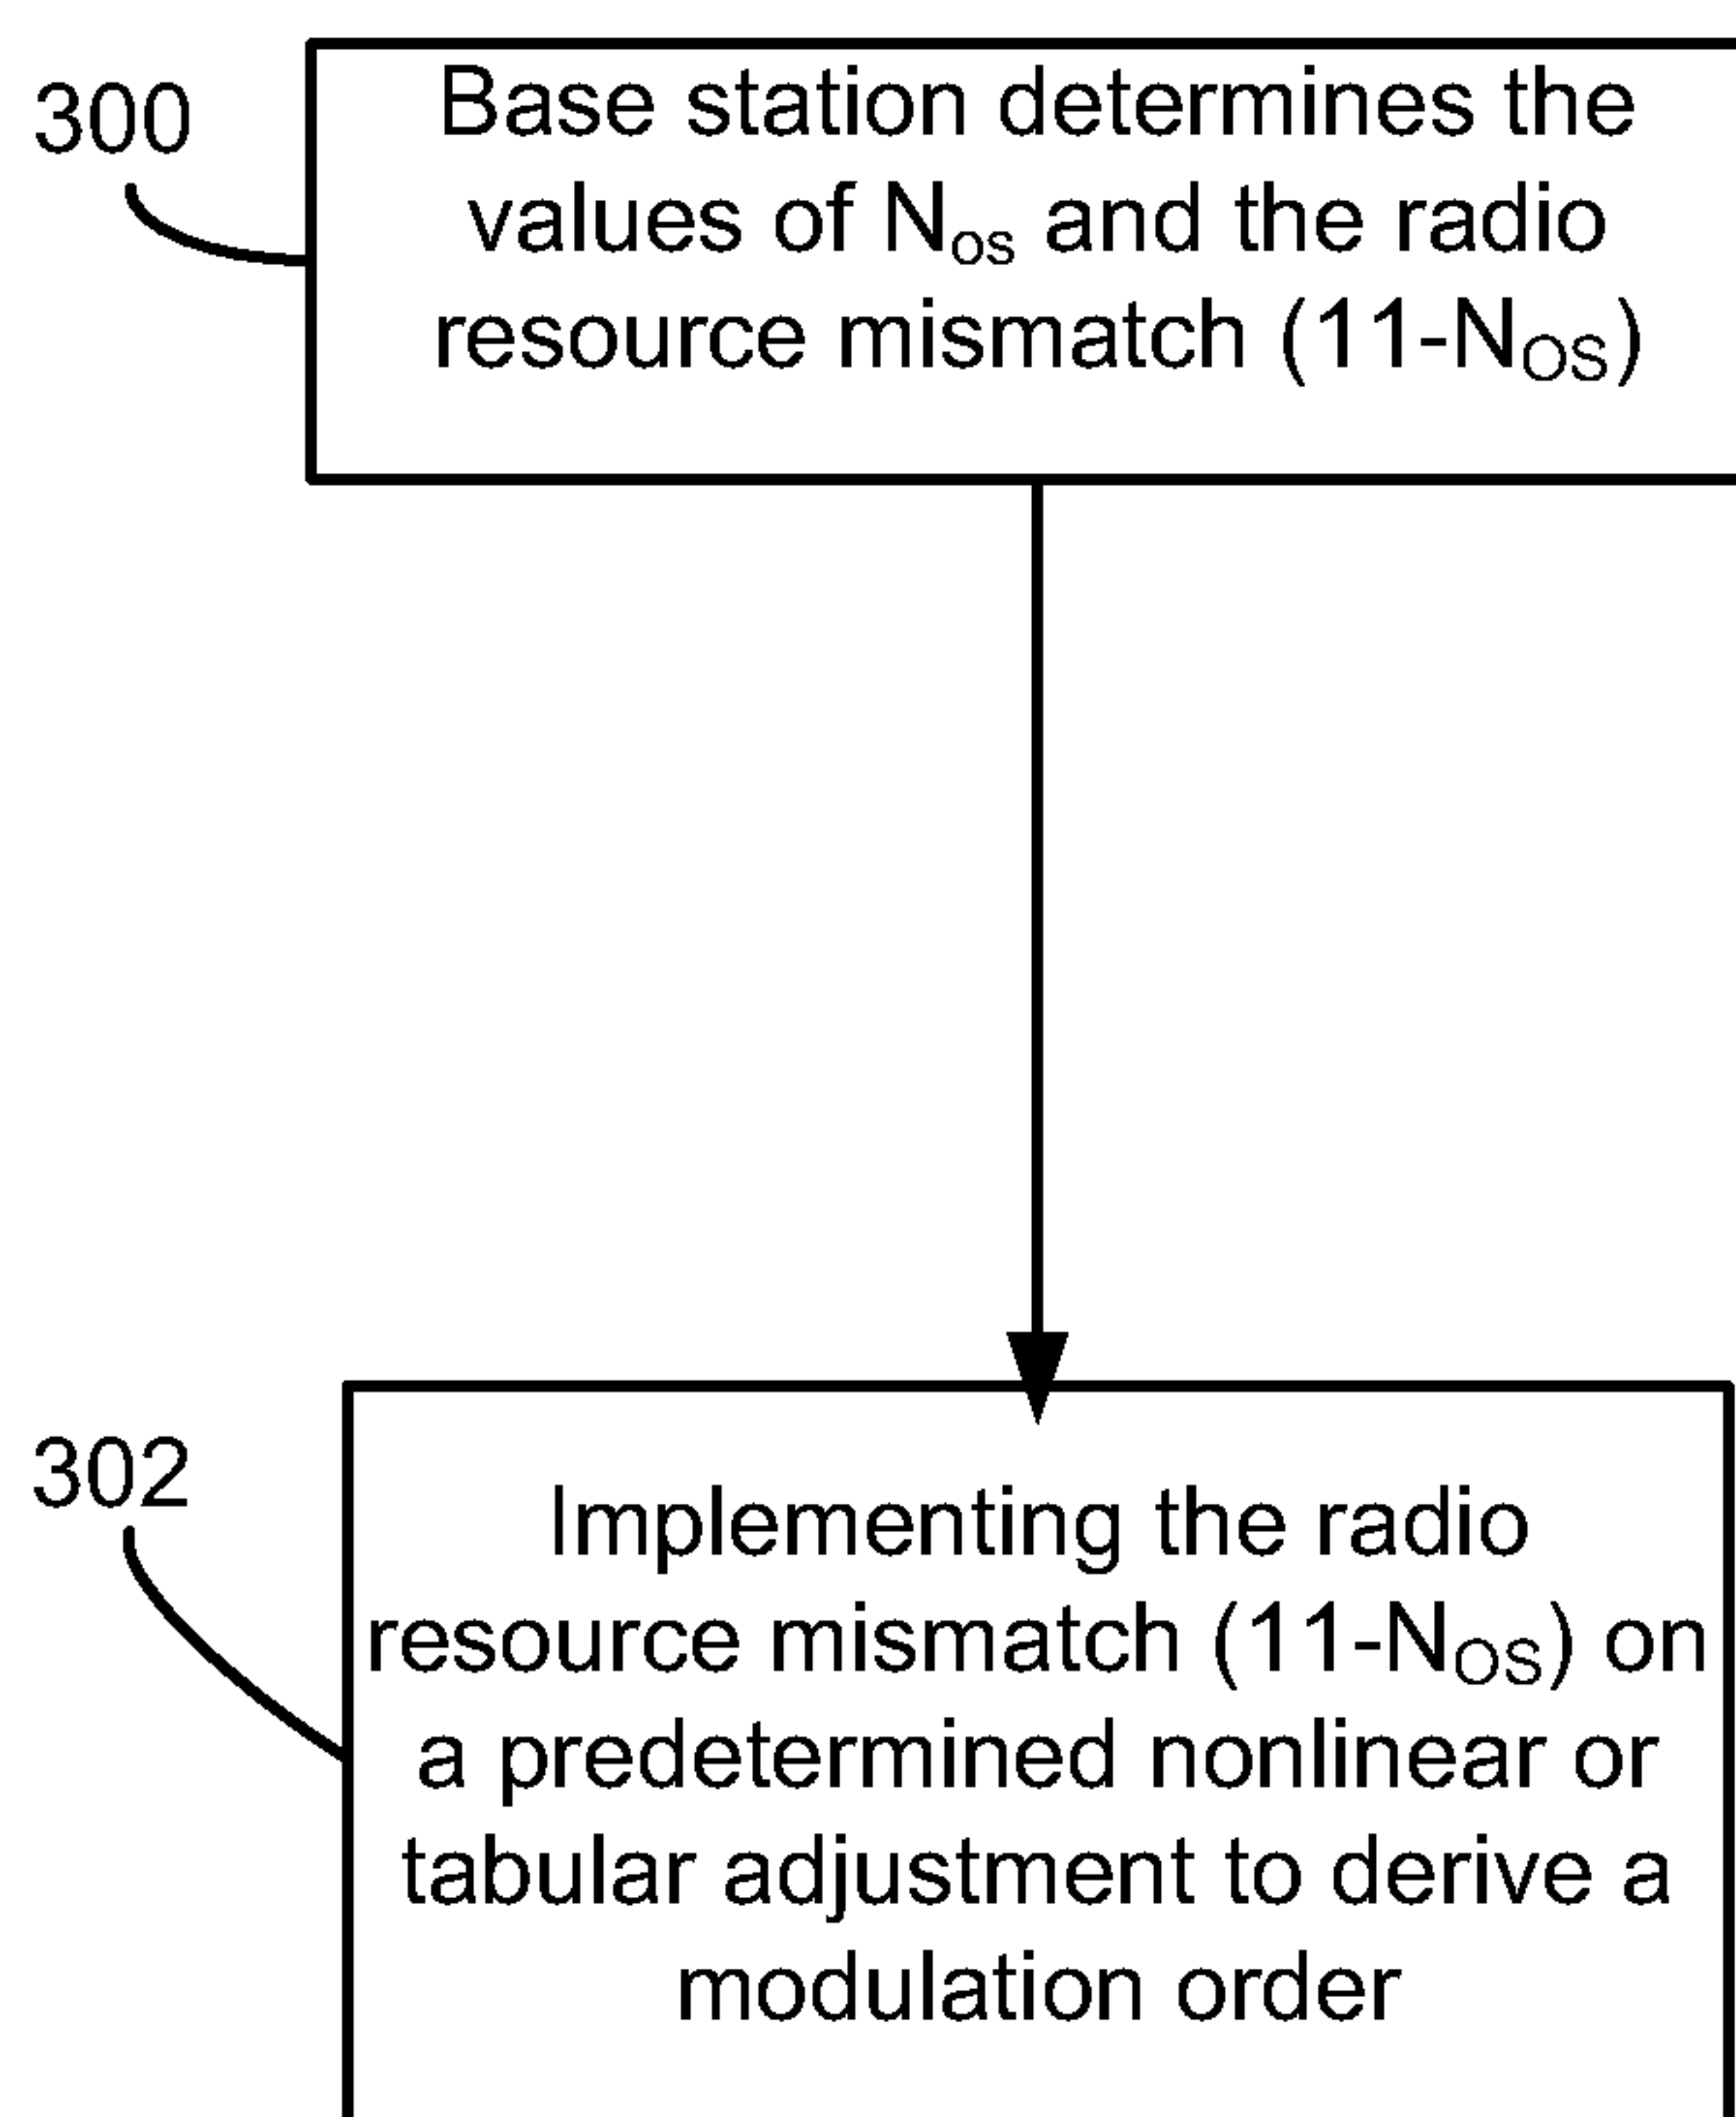 300
Base station determines the
values of Nos and the radio
resource mismatch (11-NOS)
302
Implementing the radio
resource mismatch (11-NOS) on
a predetermined nonlinear or
tabular adjustment to derive a
modulation order